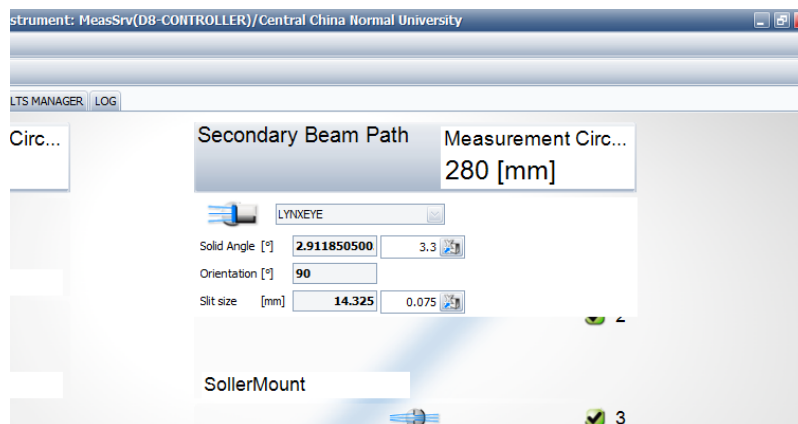 strument: MeasSrv(D8-CONTROLLER)/Central China Normal University
LTS MANAGER LOG
Circ...
Secondary Beam Path
Measurement Circ...
280 [mm]
LYNXEYE
Solid Angle [°] 2.911850500 3.3
Orientation [°] 90
Slit size [mm] 14.325 0.075
2
SollerMount
3